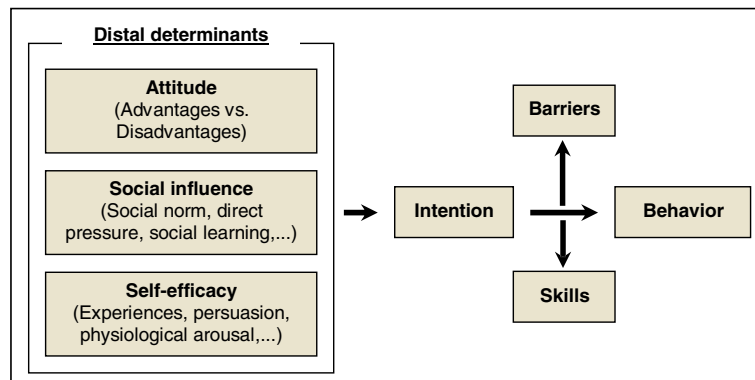 Distal determinants
Attitude
(Advantages vs.
Disadvantages)
Social influence
(Social norm, direct
pressure, social learning,...)
Self-efficacy
(Experiences, persuasion,
physiological arousal,...)
Intention
Barriers
Behavior
Skills